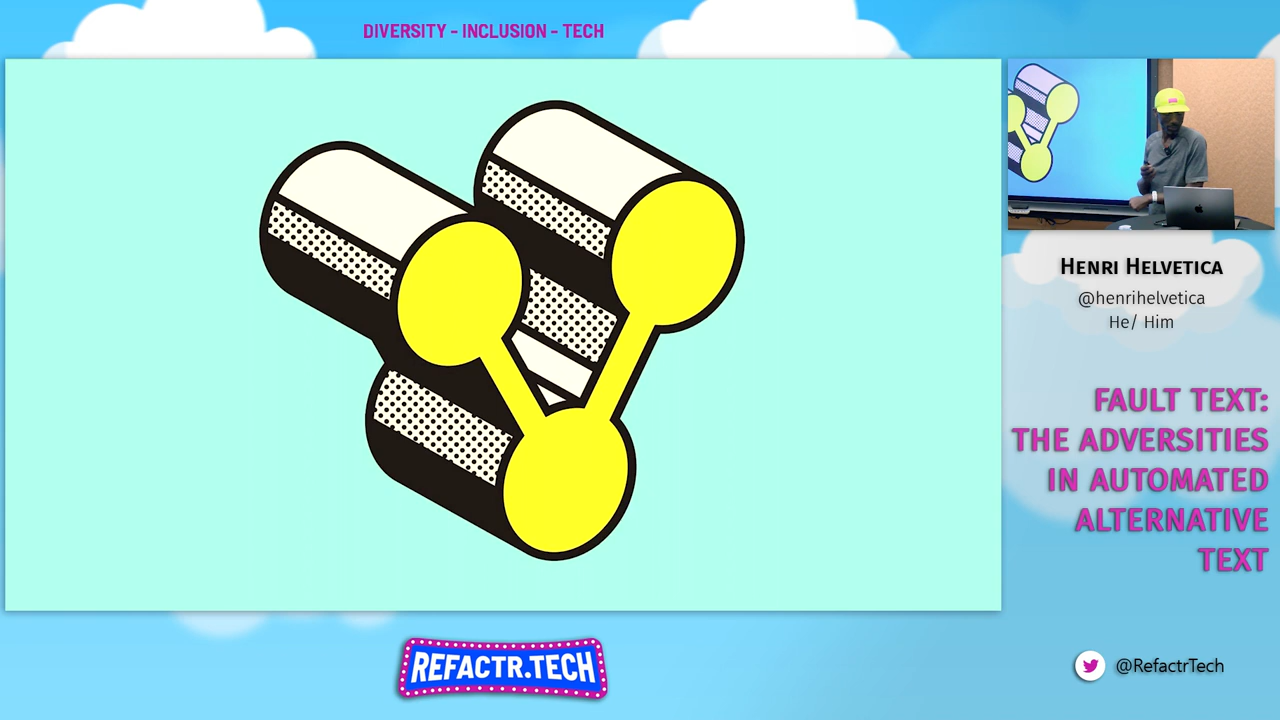 DIVERSITY - INCLUSION - TECH
HENRI HELVETICA
@henrihelvetica
He/ Him
FAULT TEXT:
THE ADVERSITIES
IN AUTOMATED
ALTERNATIVE
TEXT
REFACTR.TECH
@RefactrTech